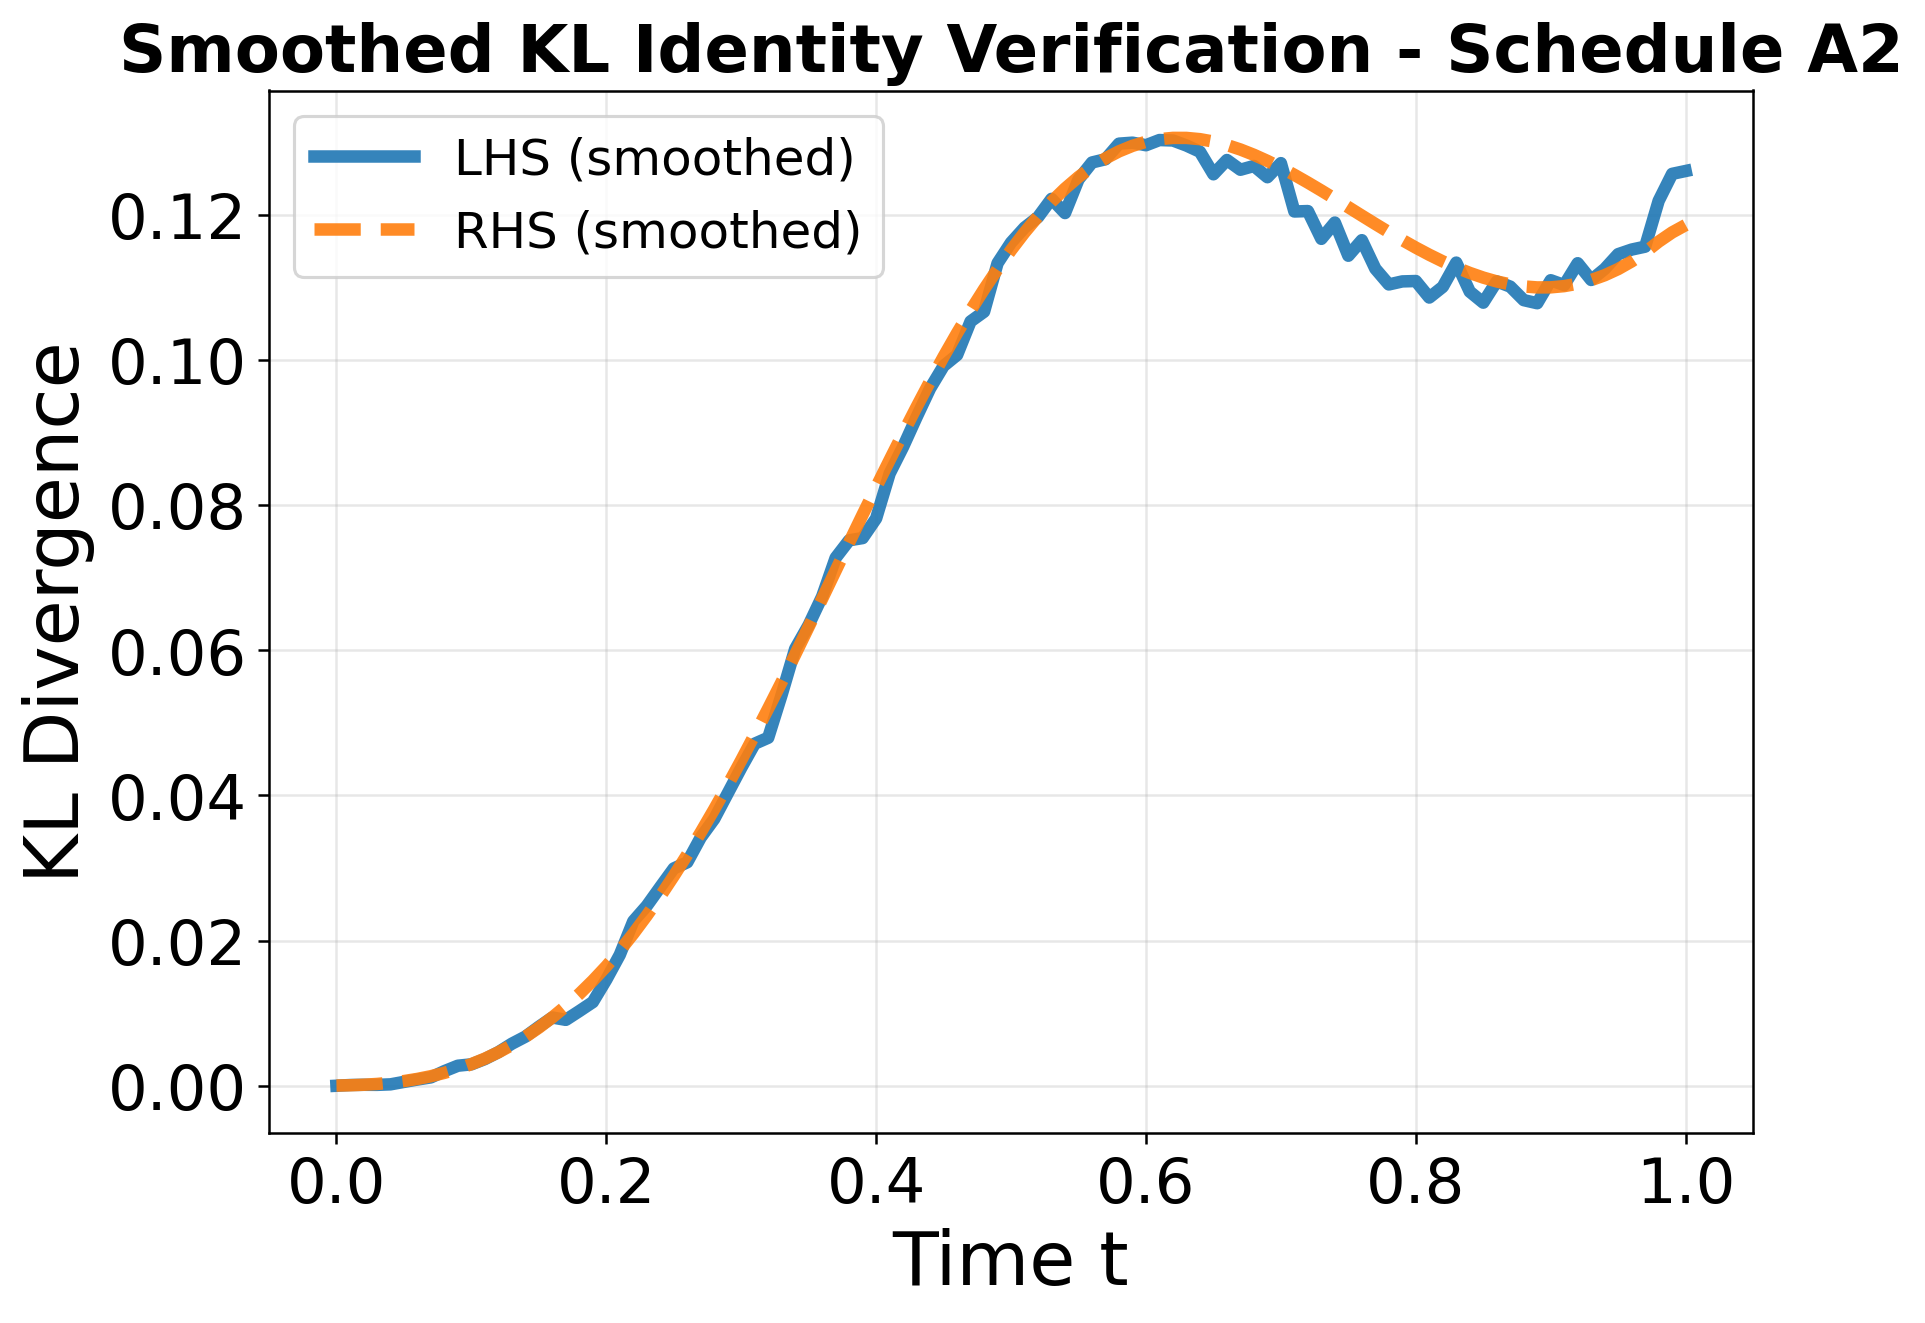 Smoothed KL Identity Verification - Schedule A2
LHS (smoothed)
RHS (smoothed)
KL Divergence
0.12
0.10
0.08
0.06
0.04
0.02
0.00
0.0 0.2 0.4 0.6 0.8 1.0
Time t